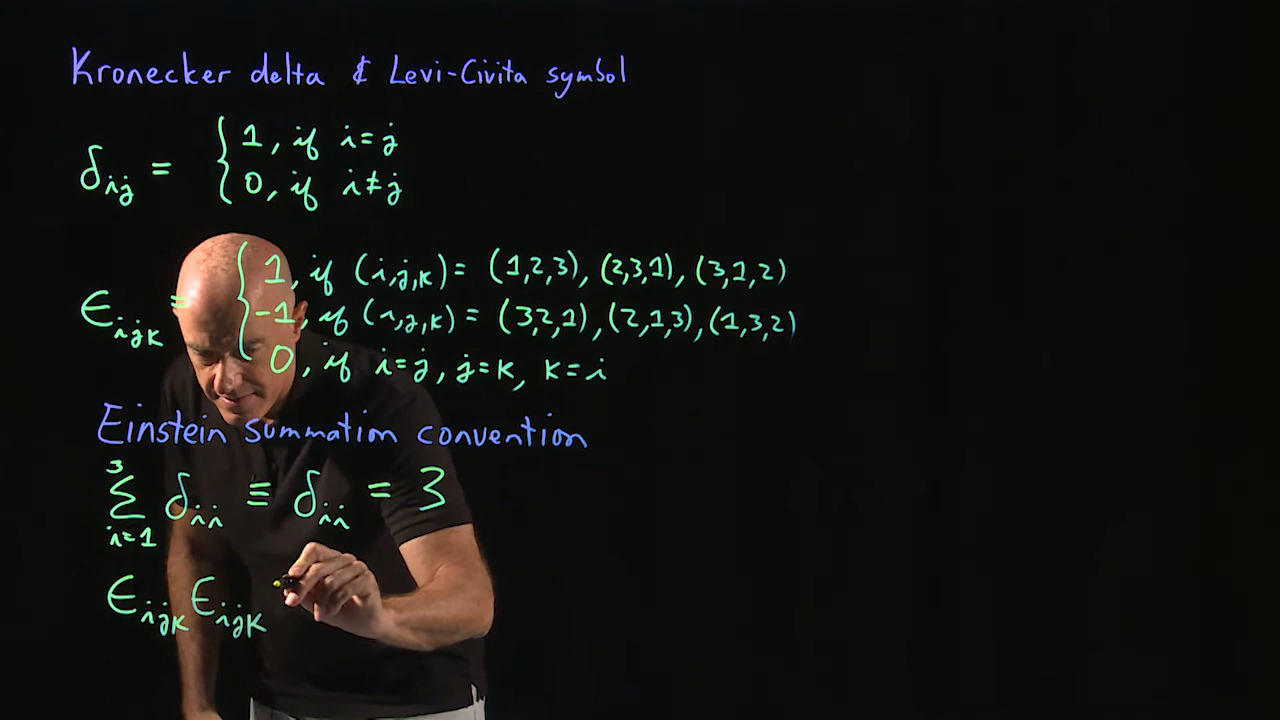 Kronecker delta & Levi-Civita symbol
δij = { 1, if i=j
0, if i≠j
ϵijk = { 1, if (i,j,k) = (1,2,3), (2,3,1), (3,1,2)
-1, if (i,j,k) = (3,2,1), (2,1,3), (1,3,2)
0, if i=j, j=k, k=i
Einstein summation convention
3
Σ δii ≡ δii = 3
i=1
ϵijk ϵijk